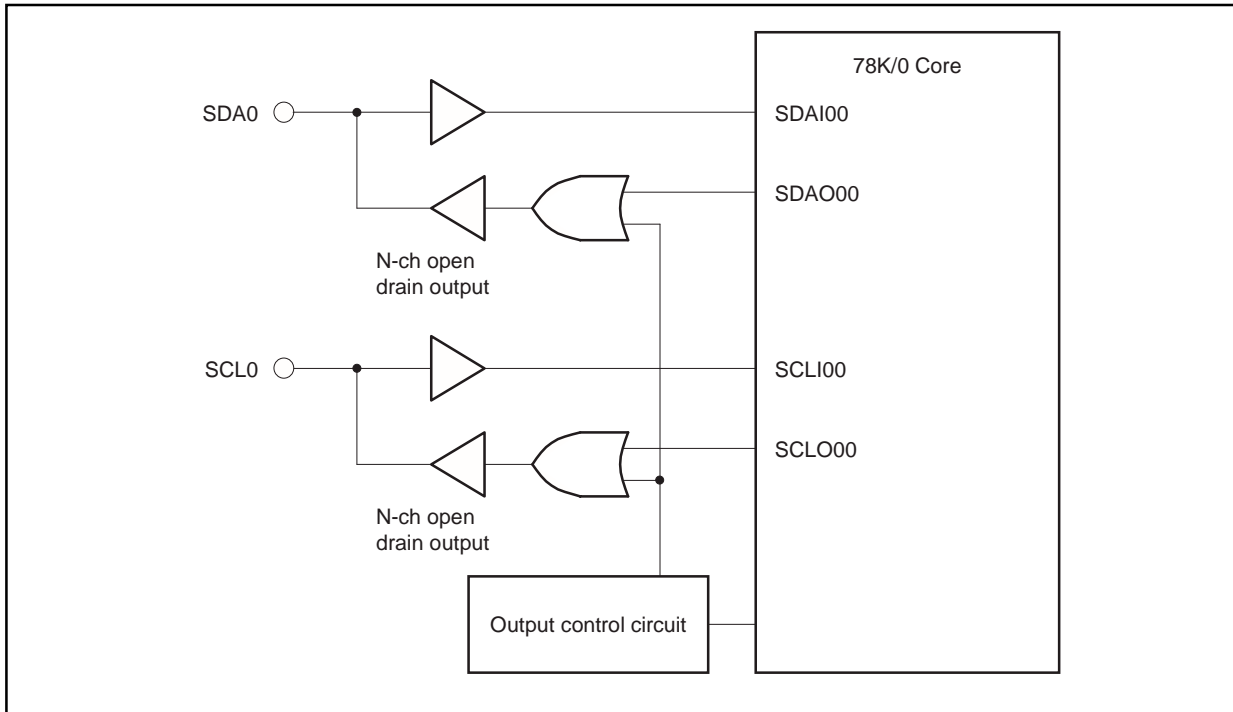 78K/0 Core
SDA0
SDAI00
SDAO00
N-ch open
drain output
SCL0
SCLI00
SCLO00
N-ch open
drain output
Output control circuit